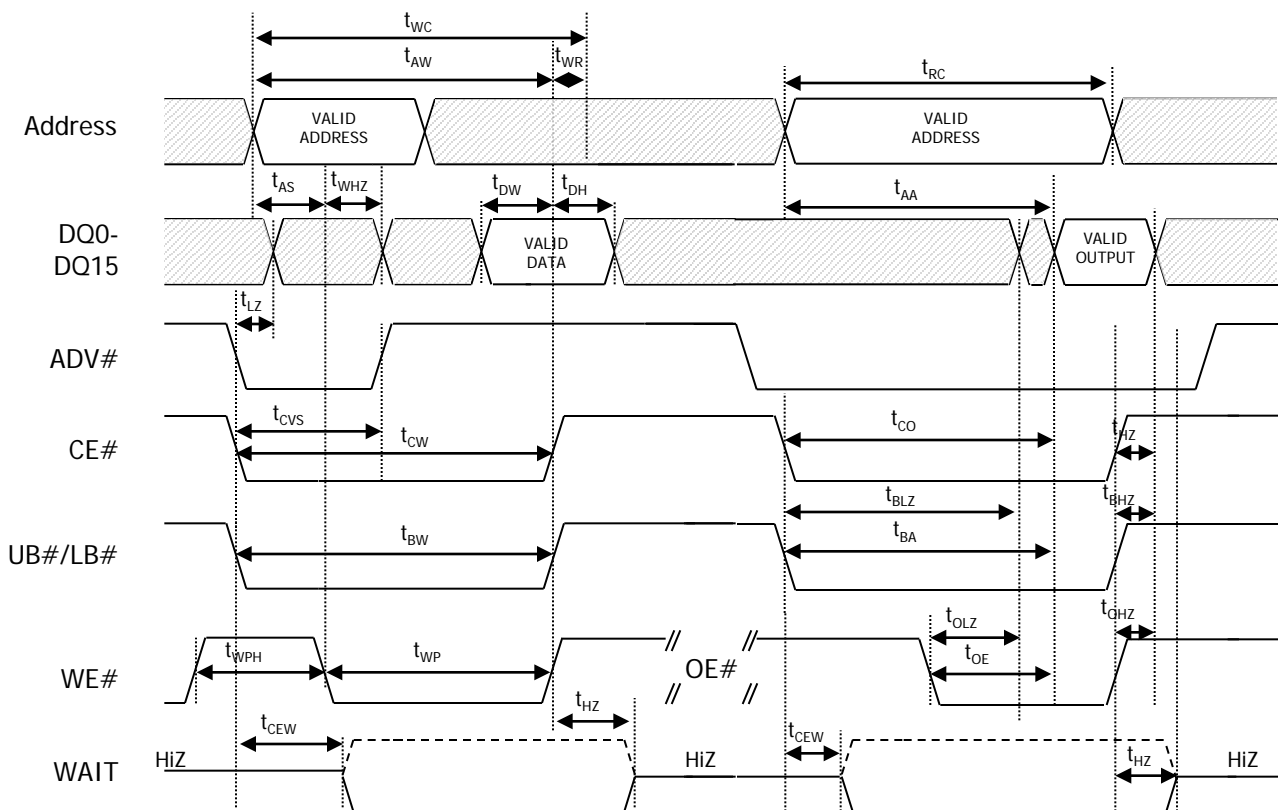 tWC
tAW
tWR
tRC
Address
VALID
ADDRESS
VALID
ADDRESS
tAS
tWHZ
tDW
tDH
tAA
DQ0-
DQ15
VALID
DATA
VALID
OUTPUT
tLZ
ADV#
tCVS
tCW
tCO
tHZ
CE#
tBLZ
tBHZ
UB#/LB#
tBW
tBA
tOLZ
tOHZ
WE#
tWPH
tWP
OE#
tOE
tHZ
tCEW
tCEW
WAIT
HiZ
HiZ
tHZ
HiZ